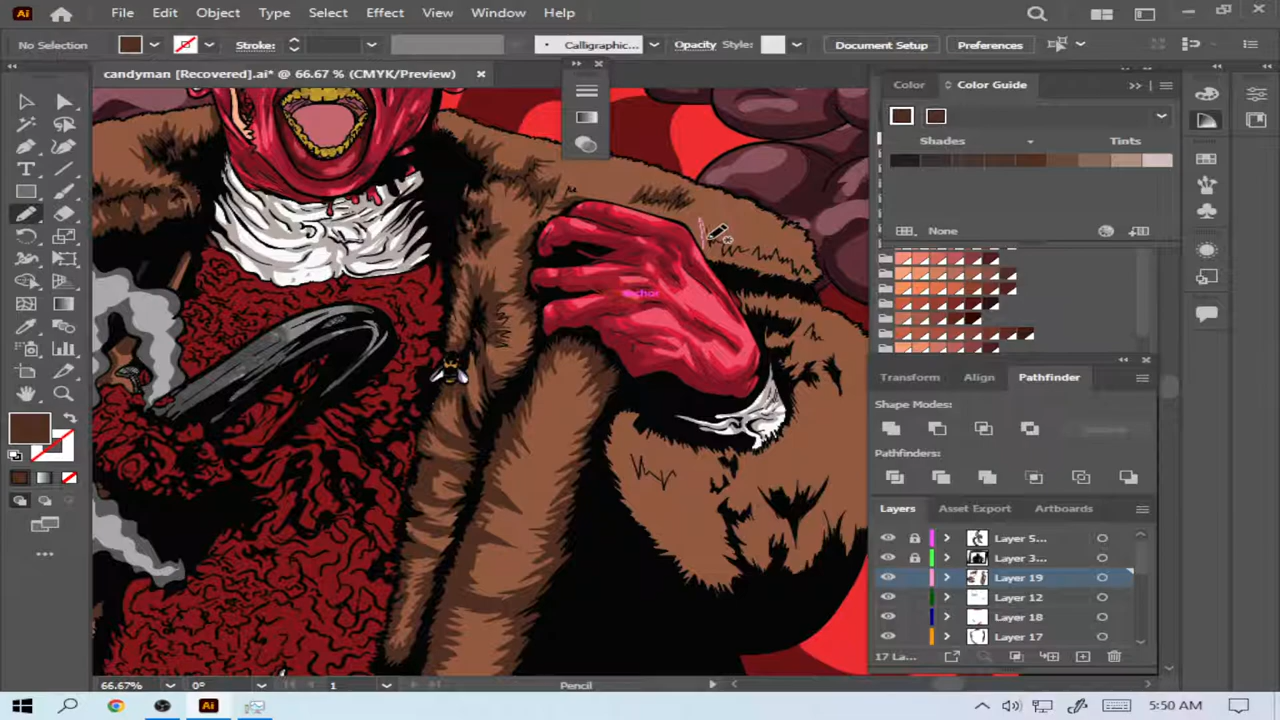 Ai File Edit Object Type Select Effect View Window Help
No Selection Stroke: Calligraphic... Opacity Style: Document Setup Preferences
candyman [Recovered].ai* @ 66.67 % (CMYK/Preview)
Color Color Guide
Shades Tints
None
anchor
Transform Align Pathfinder
Shape Modes:
Pathfinders:
Layers Asset Export Artboards
Layer 5...
Layer 3...
Layer 19
Layer 12
Layer 18
Layer 17
17 La...
66.67% 0° 1 Pencil
Ai 5:50 AM